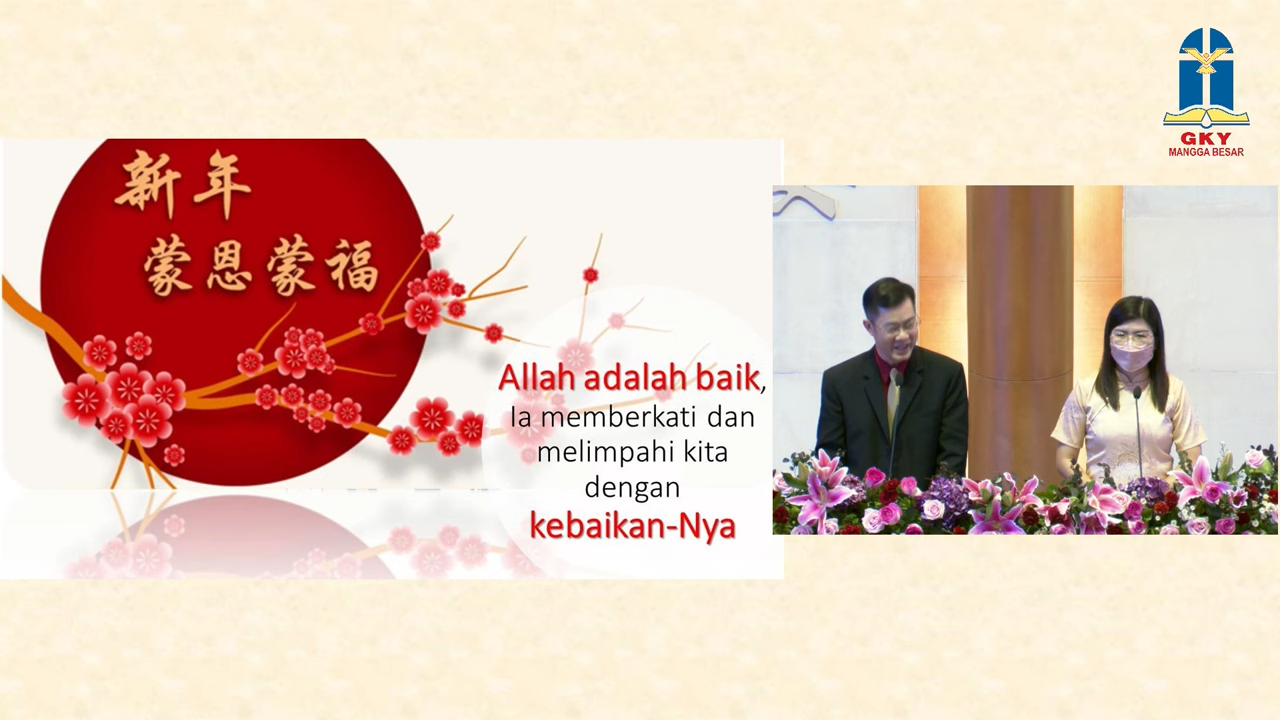 新年
蒙恩蒙福
Allah adalah baik,
Ia memberkati dan
melimpahi kita
dengan
kebaikan-Nya
GKY
MANGGA BESAR